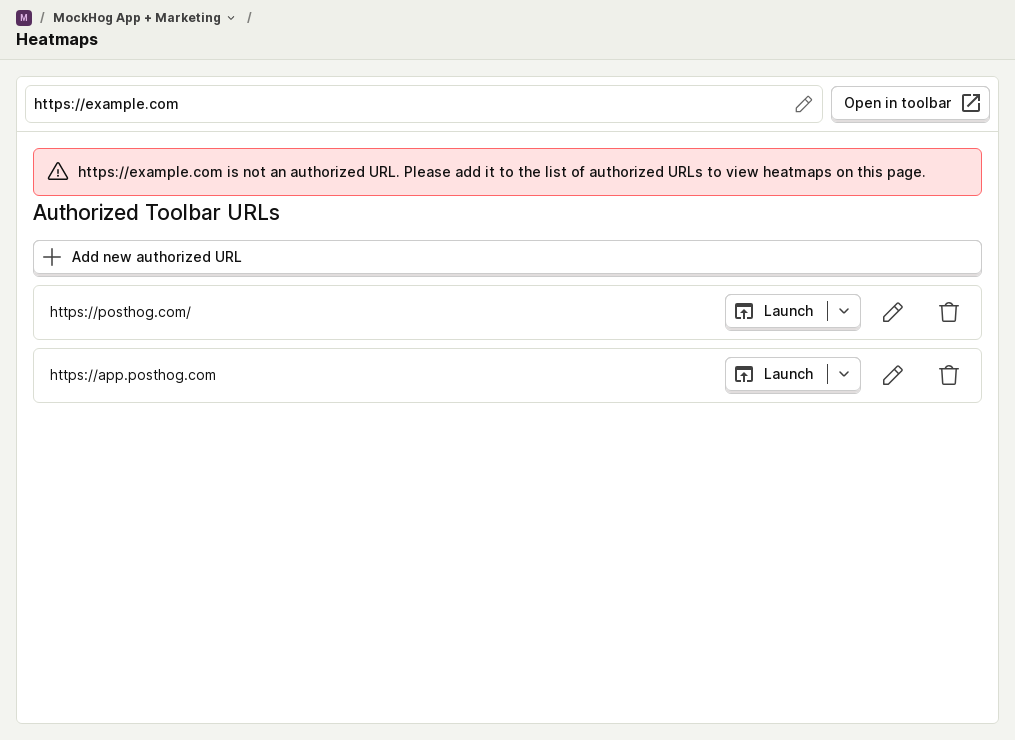 M / MockHog App + Marketing /
Heatmaps
https://example.com
Open in toolbar
https://example.com is not an authorized URL. Please add it to the list of authorized URLs to view heatmaps on this page.
Authorized Toolbar URLs
Add new authorized URL
https://posthog.com/
Launch
https://app.posthog.com
Launch